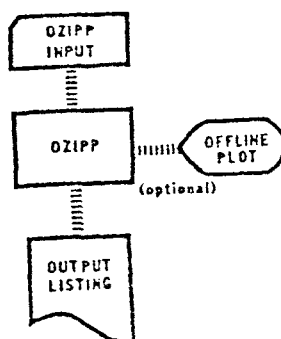 OZIPP
INPUT
OZIPP
OFFLINE
PLOT
(optional)
OUTPUT
LISTING